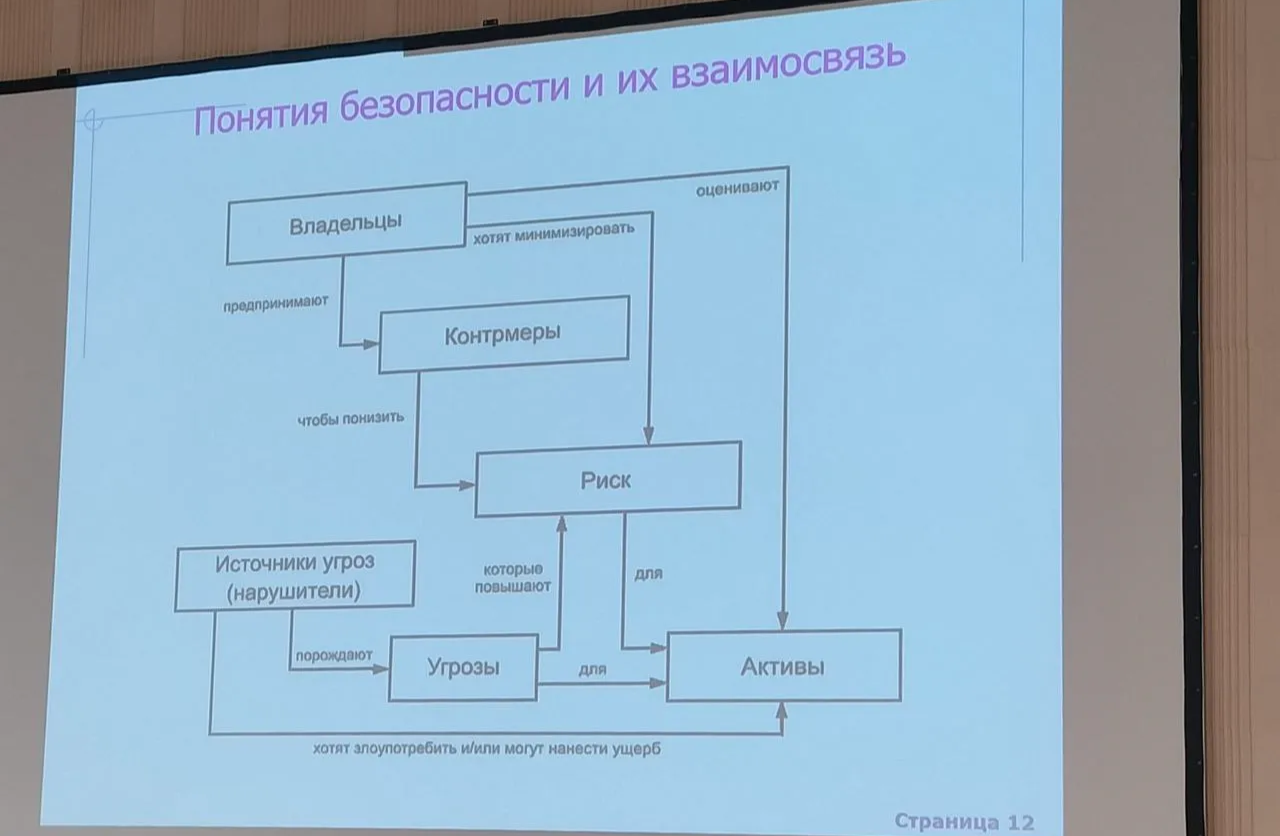 Понятия безопасности и их взаимосвязь
оценивают
Владельцы
хотят минимизировать
предпринимают
Контрмеры
чтобы понизить
Риск
Источники угроз
(нарушители)
которые
повышают
для
порождают
Угрозы
для
Активы
хотят злоупотребить и/или могут нанести ущерб
Страница 12